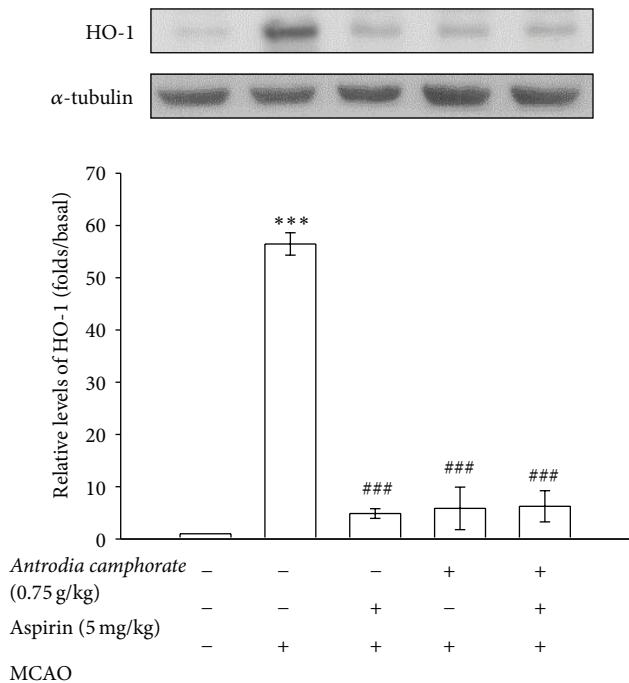 HO-1
α-tubulin
Relative levels of HO-1 (folds/basal)
70
60
50
40
30
20
10
0
***
###
###
###
Antrodia camphorate − − − + +
(0.75 g/kg)
− + − +
Aspirin (5 mg/kg)
− + + + +
MCAO